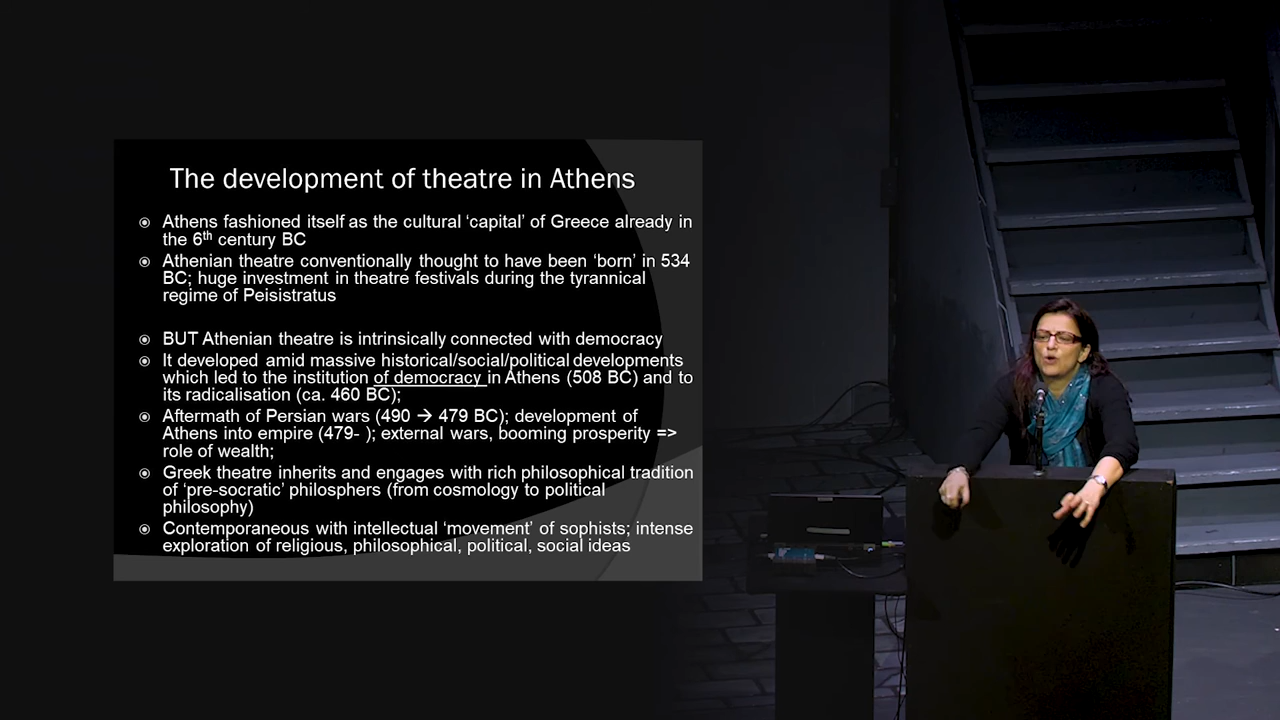 The development of theatre in Athens
Athens fashioned itself as the cultural ‘capital’ of Greece already in
the 6th century BC
Athenian theatre conventionally thought to have been ‘born’ in 534
BC; huge investment in theatre festivals during the tyrannical
regime of Peisistratus
BUT Athenian theatre is intrinsically connected with democracy
It developed amid massive historical/social/political developments
which led to the institution of democracy in Athens (508 BC) and to
its radicalisation (ca. 460 BC);
Aftermath of Persian wars (490 → 479 BC); development of
Athens into empire (479- ); external wars, booming prosperity =>
role of wealth;
Greek theatre inherits and engages with rich philosophical tradition
of ‘pre-socratic’ philosphers (from cosmology to political
philosophy)
Contemporaneous with intellectual ‘movement’ of sophists; intense
exploration of religious, philosophical, political, social ideas